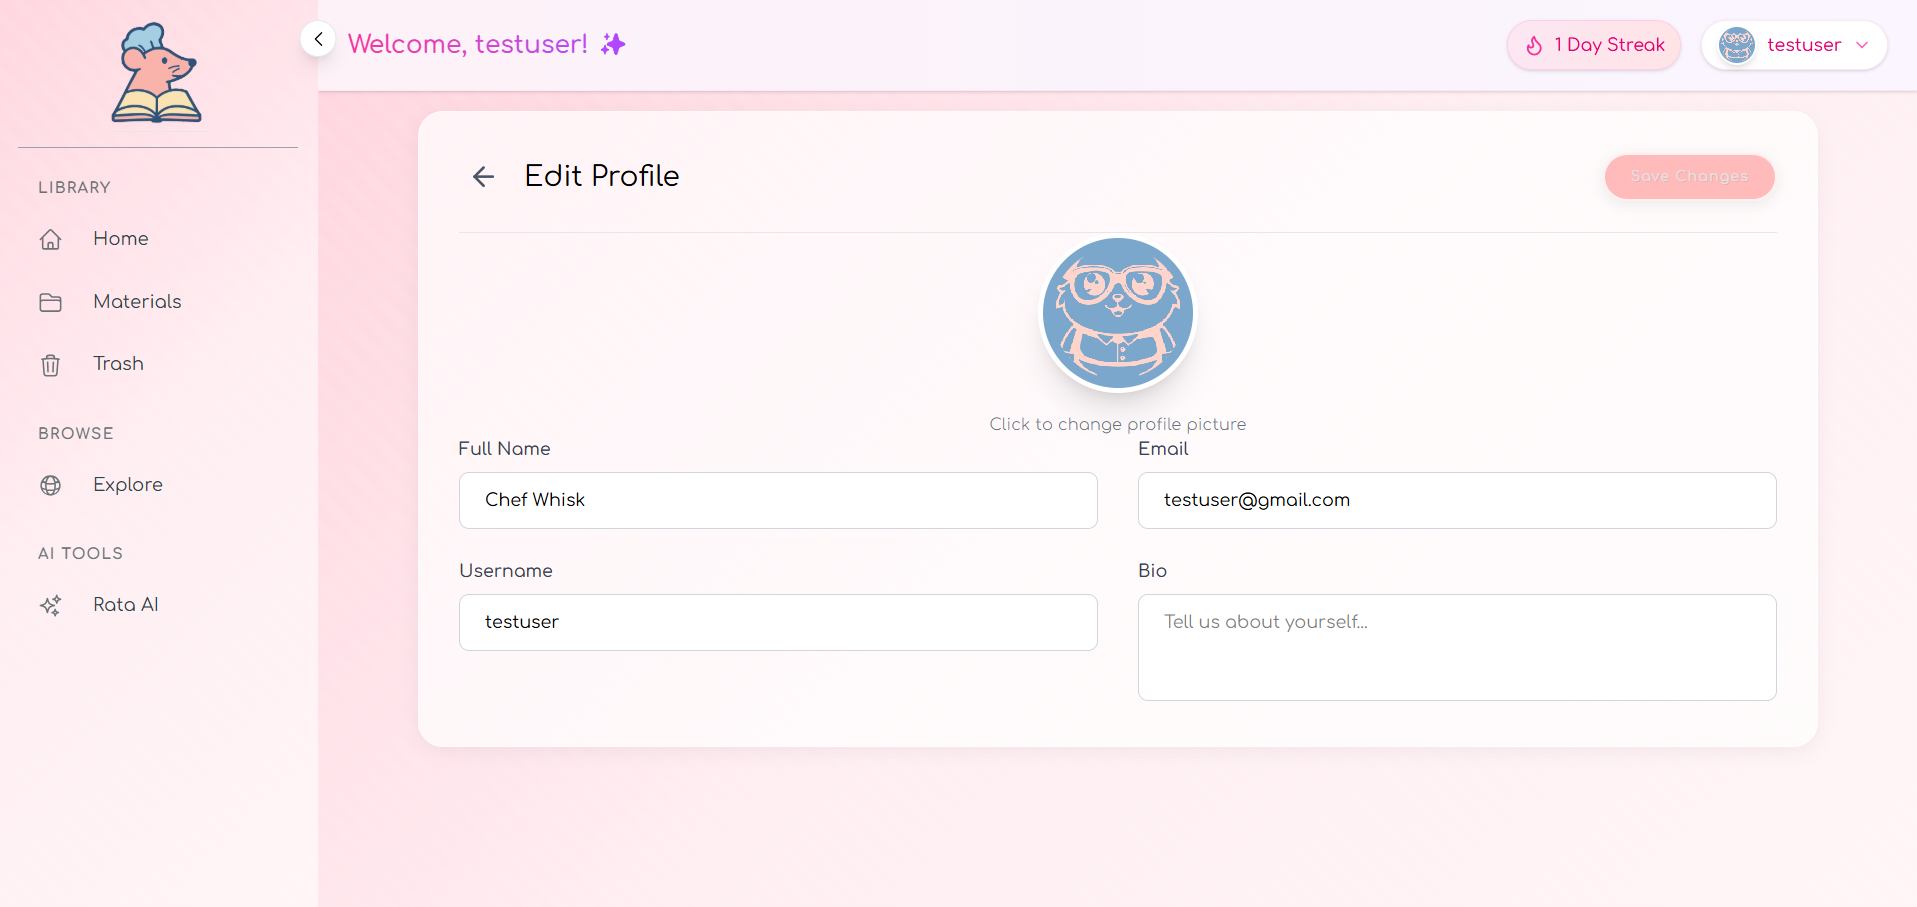 Welcome, testuser!
1 Day Streak
testuser
LIBRARY
Home
Materials
Trash
BROWSE
Explore
AI TOOLS
Rata AI
Edit Profile
Save Changes
Click to change profile picture
Full Name
Chef Whisk
Email
testuser@gmail.com
Username
testuser
Bio
Tell us about yourself...